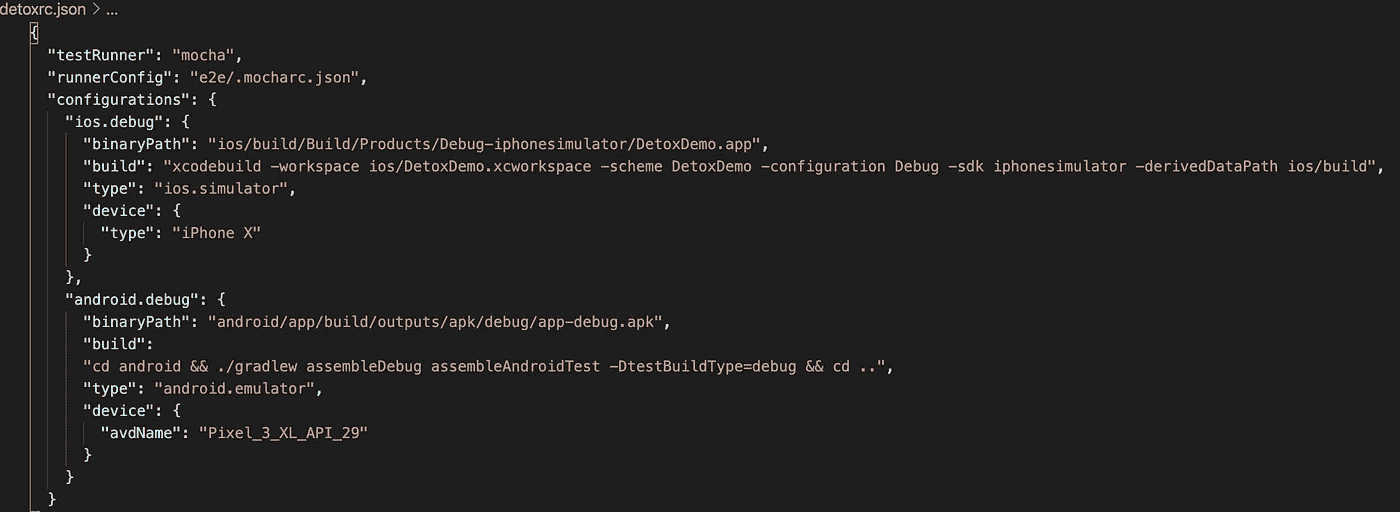 detoxrc.json > ...
{
"testRunner": "mocha",
"runnerConfig": "e2e/.mocharc.json",
"configurations": {
"ios.debug": {
"binaryPath": "ios/build/Build/Products/Debug-iphonesimulator/DetoxDemo.app",
"build": "xcodebuild -workspace ios/DetoxDemo.xcworkspace -scheme DetoxDemo -configuration Debug -sdk iphonesimulator -derivedDataPath ios/build",
"type": "ios.simulator",
"device": {
"type": "iPhone X"
}
},
"android.debug": {
"binaryPath": "android/app/build/outputs/apk/debug/app-debug.apk",
"build":
"cd android && ./gradlew assembleDebug assembleAndroidTest -DtestBuildType=debug && cd ..",
"type": "android.emulator",
"device": {
"avdName": "Pixel_3_XL_API_29"
}
}
}